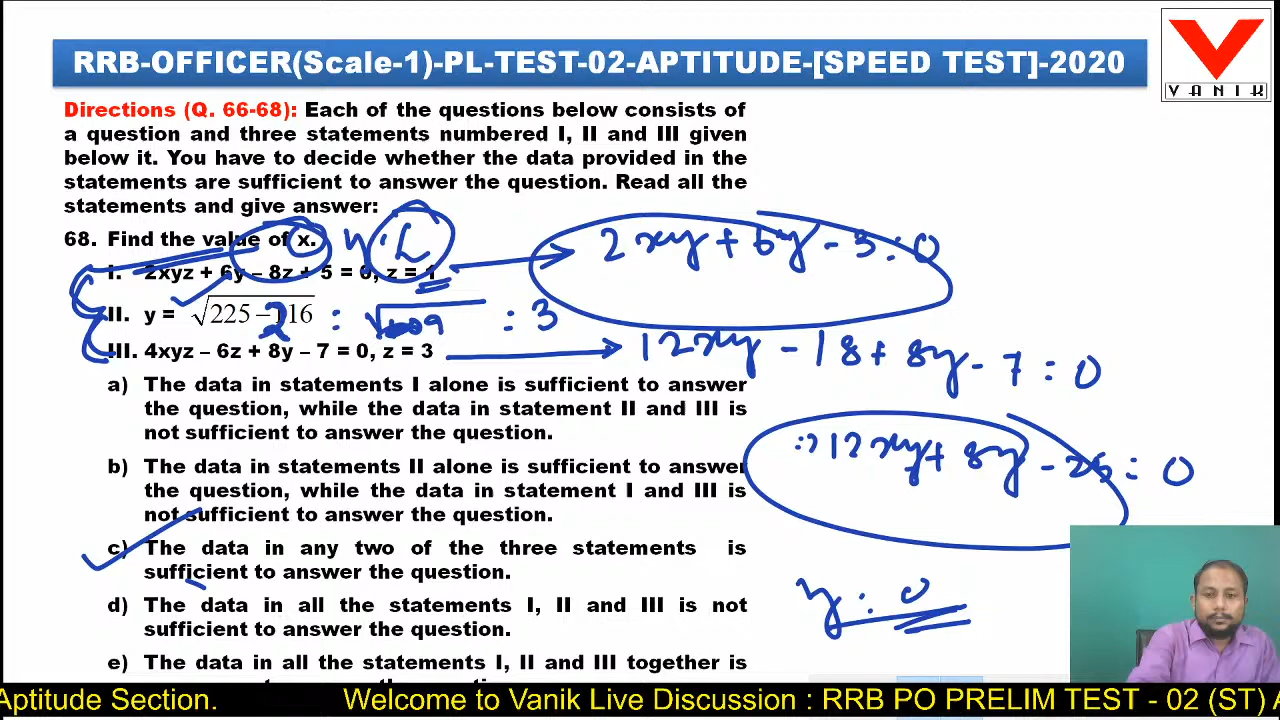 RRB-OFFICER(Scale-1)-PL-TEST-02-APTITUDE-[SPEED TEST]-2020
VANIK
Directions (Q. 66-68): Each of the questions below consists of
a question and three statements numbered I, II and III given
below it. You have to decide whether the data provided in the
statements are sufficient to answer the question. Read all the
statements and give answer:
68. Find the value of x.
I. 2xyz + 6y – 8z + 5 = 0, z = 1
2xy + 6y - 3 = 0
II. y = √225 – 116
= 3
III. 4xyz – 6z + 8y – 7 = 0, z = 3
12xy - 18 + 8y - 7 = 0
a) The data in statements I alone is sufficient to answer
the question, while the data in statement II and III is
not sufficient to answer the question.
b) The data in statements II alone is sufficient to answer
the question, while the data in statement I and III is
not sufficient to answer the question.
12xy + 8y - 25 = 0
c) The data in any two of the three statements is
sufficient to answer the question.
d) The data in all the statements I, II and III is not
sufficient to answer the question.
e) The data in all the statements I, II and III together is
Aptitude Section. Welcome to Vanik Live Discussion : RRB PO PRELIM TEST - 02 (ST) A